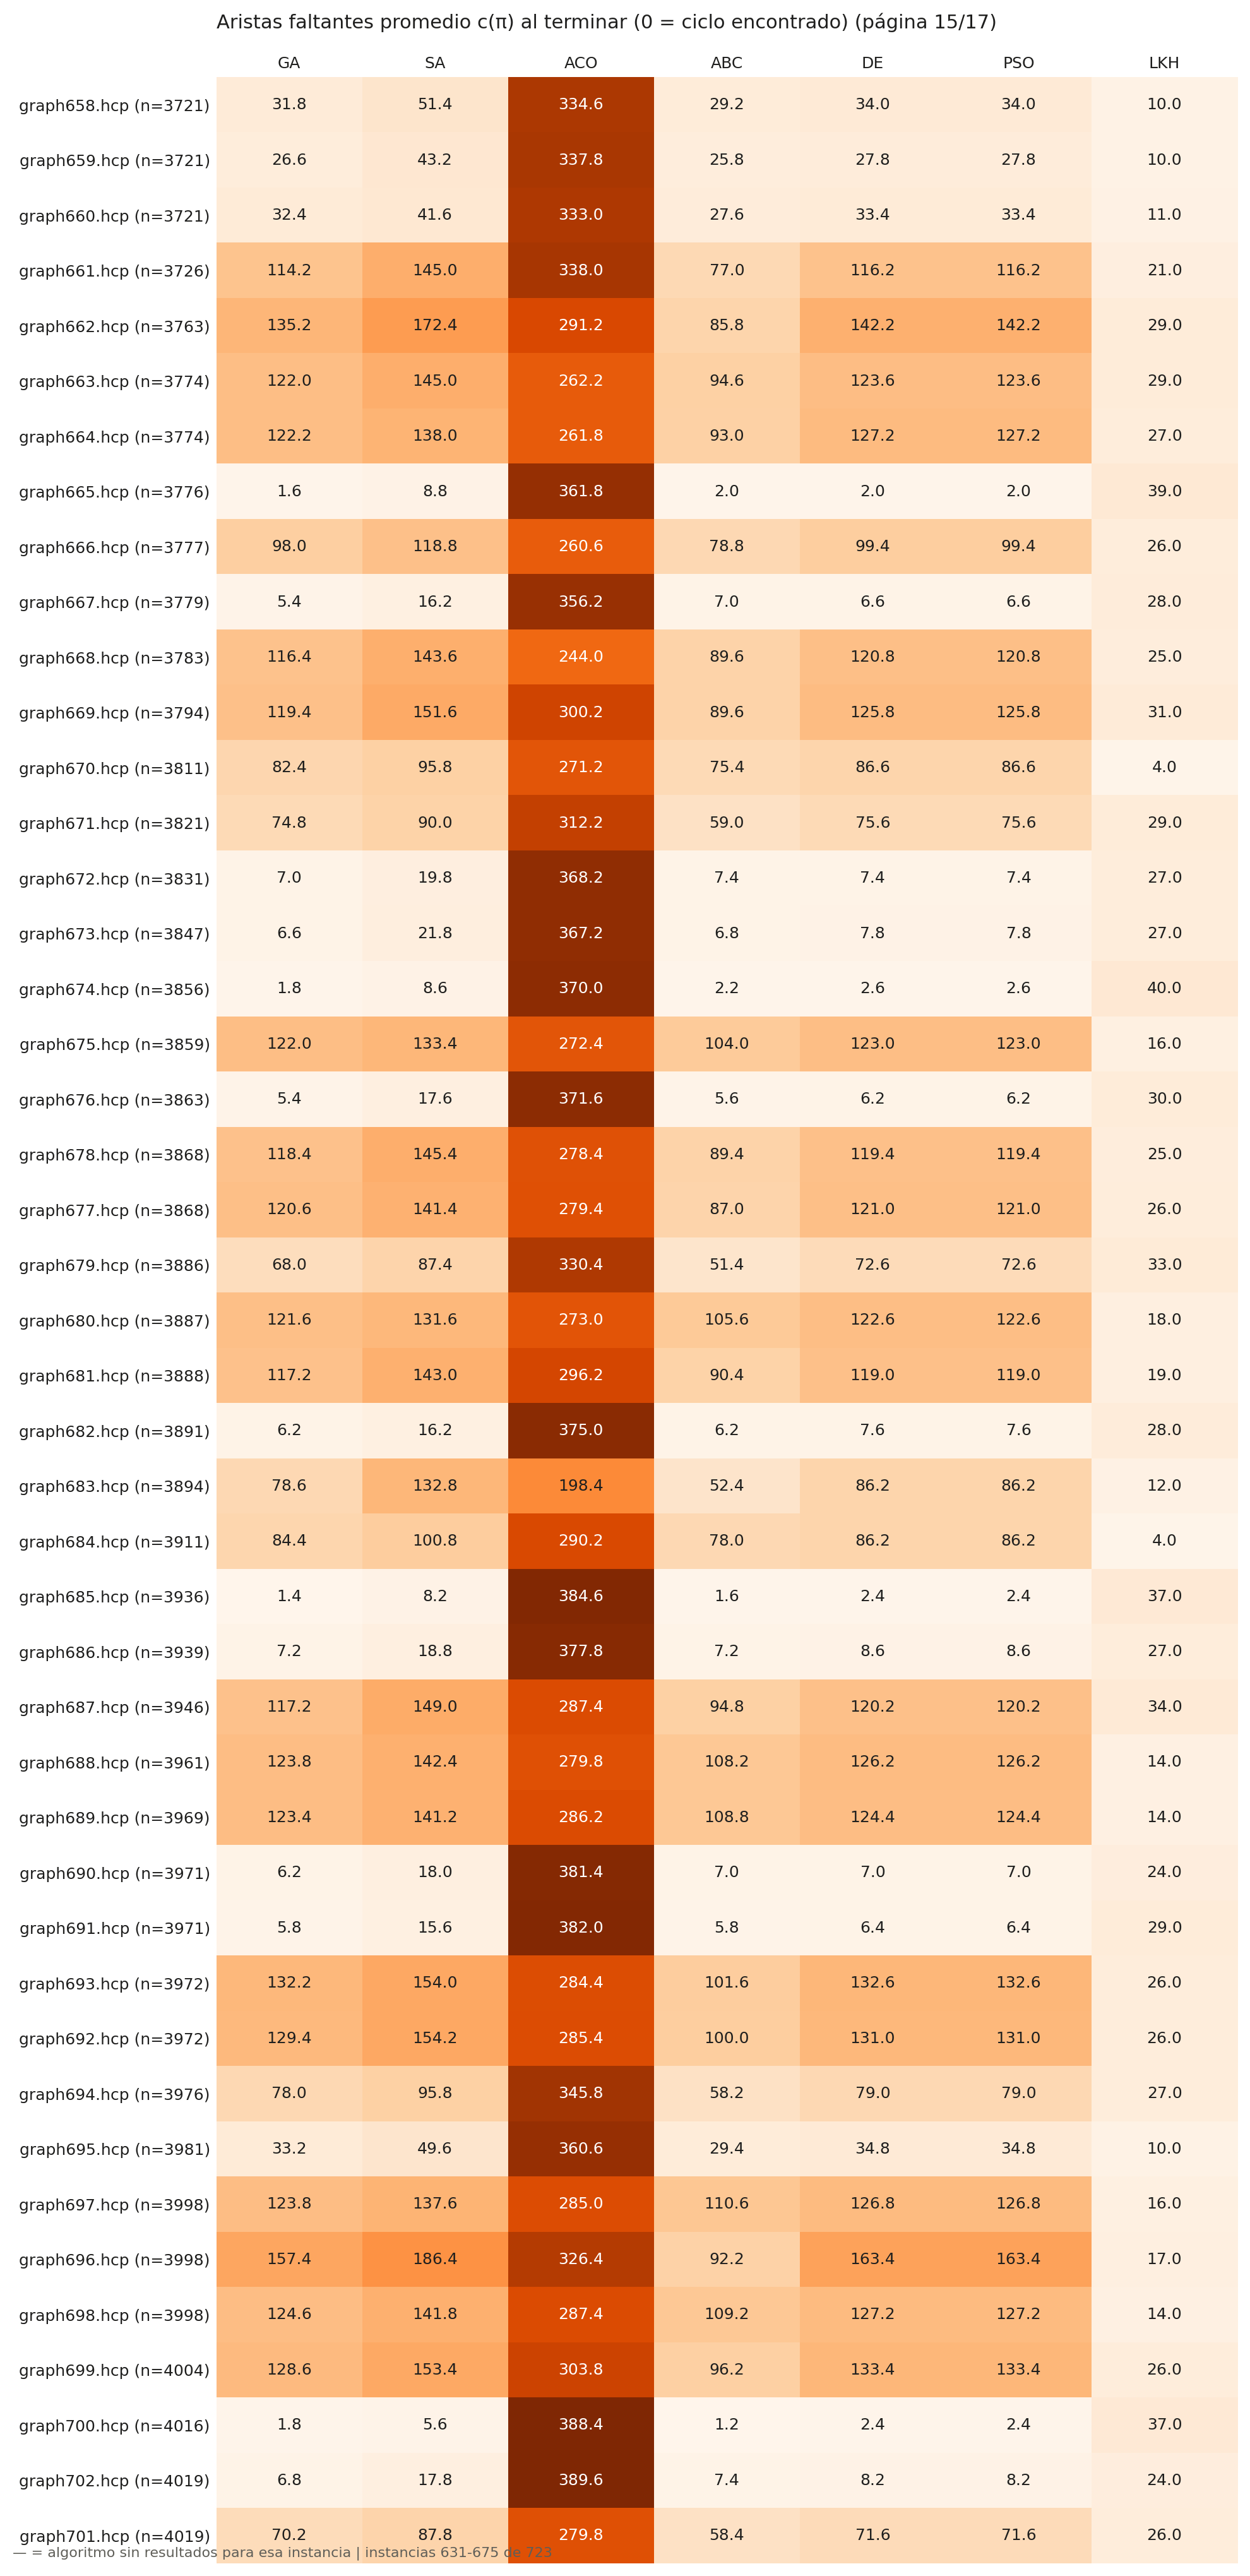 Aristas faltantes promedio c(π) al terminar (0 = ciclo encontrado) (página 15/17)
GA SA ACO ABC DE PSO LKH
graph658.hcp (n=3721) 31.8 51.4 334.6 29.2 34.0 34.0 10.0
graph659.hcp (n=3721) 26.6 43.2 337.8 25.8 27.8 27.8 10.0
graph660.hcp (n=3721) 32.4 41.6 333.0 27.6 33.4 33.4 11.0
graph661.hcp (n=3726) 114.2 145.0 338.0 77.0 116.2 116.2 21.0
graph662.hcp (n=3763) 135.2 172.4 291.2 85.8 142.2 142.2 29.0
graph663.hcp (n=3774) 122.0 145.0 262.2 94.6 123.6 123.6 29.0
graph664.hcp (n=3774) 122.2 138.0 261.8 93.0 127.2 127.2 27.0
graph665.hcp (n=3776) 1.6 8.8 361.8 2.0 2.0 2.0 39.0
graph666.hcp (n=3777) 98.0 118.8 260.6 78.8 99.4 99.4 26.0
graph667.hcp (n=3779) 5.4 16.2 356.2 7.0 6.6 6.6 28.0
graph668.hcp (n=3783) 116.4 143.6 244.0 89.6 120.8 120.8 25.0
graph669.hcp (n=3794) 119.4 151.6 300.2 89.6 125.8 125.8 31.0
graph670.hcp (n=3811) 82.4 95.8 271.2 75.4 86.6 86.6 4.0
graph671.hcp (n=3821) 74.8 90.0 312.2 59.0 75.6 75.6 29.0
graph672.hcp (n=3831) 7.0 19.8 368.2 7.4 7.4 7.4 27.0
graph673.hcp (n=3847) 6.6 21.8 367.2 6.8 7.8 7.8 27.0
graph674.hcp (n=3856) 1.8 8.6 370.0 2.2 2.6 2.6 40.0
graph675.hcp (n=3859) 122.0 133.4 272.4 104.0 123.0 123.0 16.0
graph676.hcp (n=3863) 5.4 17.6 371.6 5.6 6.2 6.2 30.0
graph678.hcp (n=3868) 118.4 145.4 278.4 89.4 119.4 119.4 25.0
graph677.hcp (n=3868) 120.6 141.4 279.4 87.0 121.0 121.0 26.0
graph679.hcp (n=3886) 68.0 87.4 330.4 51.4 72.6 72.6 33.0
graph680.hcp (n=3887) 121.6 131.6 273.0 105.6 122.6 122.6 18.0
graph681.hcp (n=3888) 117.2 143.0 296.2 90.4 119.0 119.0 19.0
graph682.hcp (n=3891) 6.2 16.2 375.0 6.2 7.6 7.6 28.0
graph683.hcp (n=3894) 78.6 132.8 198.4 52.4 86.2 86.2 12.0
graph684.hcp (n=3911) 84.4 100.8 290.2 78.0 86.2 86.2 4.0
graph685.hcp (n=3936) 1.4 8.2 384.6 1.6 2.4 2.4 37.0
graph686.hcp (n=3939) 7.2 18.8 377.8 7.2 8.6 8.6 27.0
graph687.hcp (n=3946) 117.2 149.0 287.4 94.8 120.2 120.2 34.0
graph688.hcp (n=3961) 123.8 142.4 279.8 108.2 126.2 126.2 14.0
graph689.hcp (n=3969) 123.4 141.2 286.2 108.8 124.4 124.4 14.0
graph690.hcp (n=3971) 6.2 18.0 381.4 7.0 7.0 7.0 24.0
graph691.hcp (n=3971) 5.8 15.6 382.0 5.8 6.4 6.4 29.0
graph693.hcp (n=3972) 132.2 154.0 284.4 101.6 132.6 132.6 26.0
graph692.hcp (n=3972) 129.4 154.2 285.4 100.0 131.0 131.0 26.0
graph694.hcp (n=3976) 78.0 95.8 345.8 58.2 79.0 79.0 27.0
graph695.hcp (n=3981) 33.2 49.6 360.6 29.4 34.8 34.8 10.0
graph697.hcp (n=3998) 123.8 137.6 285.0 110.6 126.8 126.8 16.0
graph696.hcp (n=3998) 157.4 186.4 326.4 92.2 163.4 163.4 17.0
graph698.hcp (n=3998) 124.6 141.8 287.4 109.2 127.2 127.2 14.0
graph699.hcp (n=4004) 128.6 153.4 303.8 96.2 133.4 133.4 26.0
graph700.hcp (n=4016) 1.8 5.6 388.4 1.2 2.4 2.4 37.0
graph702.hcp (n=4019) 6.8 17.8 389.6 7.4 8.2 8.2 24.0
graph701.hcp (n=4019) 70.2 87.8 279.8 58.4 71.6 71.6 26.0
— = algoritmo sin resultados para esa instancia | instancias 631-675 de 723